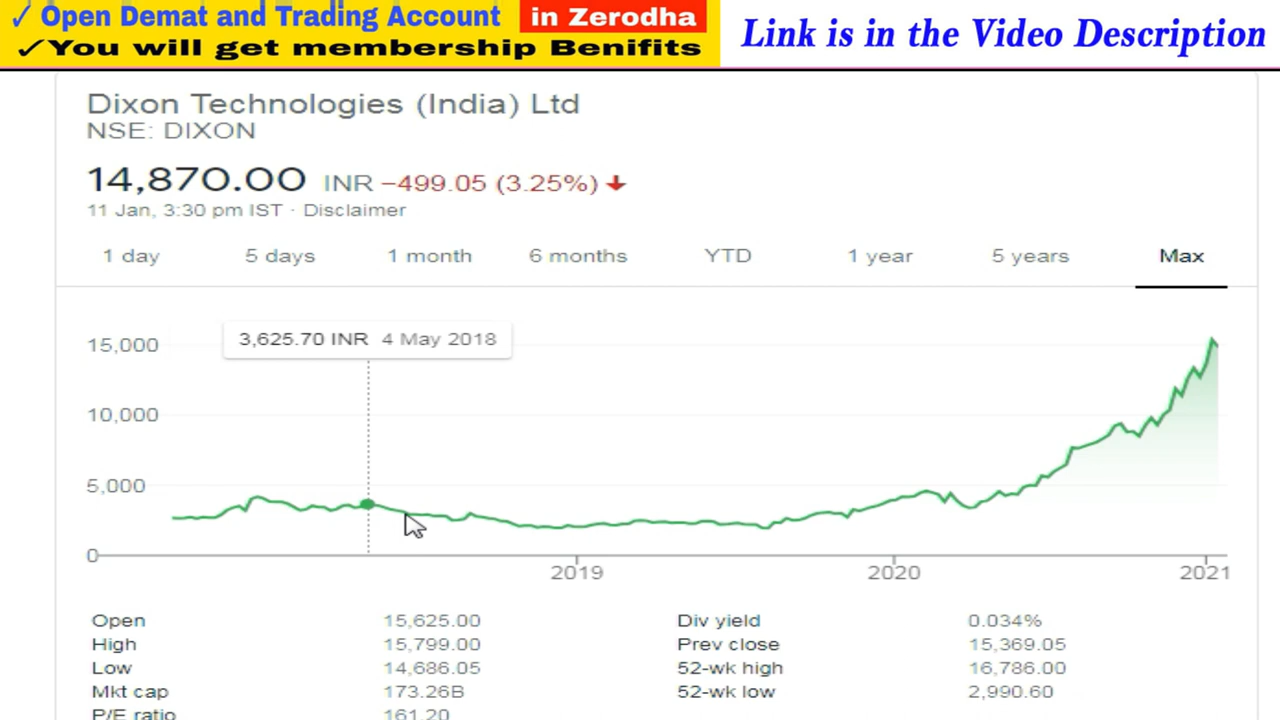 ✓ Open Demat and Trading Account in Zerodha
✓You will get membership Benifits
Link is in the Video Description
Dixon Technologies (India) Ltd
NSE: DIXON
14,870.00 INR −499.05 (3.25%) ↓
11 Jan, 3:30 pm IST · Disclaimer
1 day 5 days 1 month 6 months YTD 1 year 5 years Max
3,625.70 INR 4 May 2018
15,000
10,000
5,000
0
2019 2020 2021
Open 15,625.00 Div yield 0.034%
High 15,799.00 Prev close 15,369.05
Low 14,686.05 52-wk high 16,786.00
Mkt cap 173.26B 52-wk low 2,990.60
P/E ratio 161.20